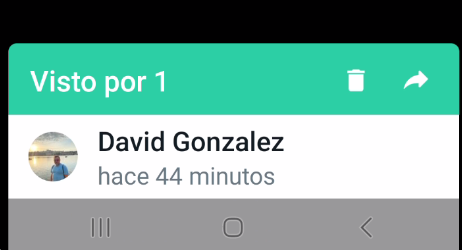 Visto por 1
David Gonzalez
hace 44 minutos